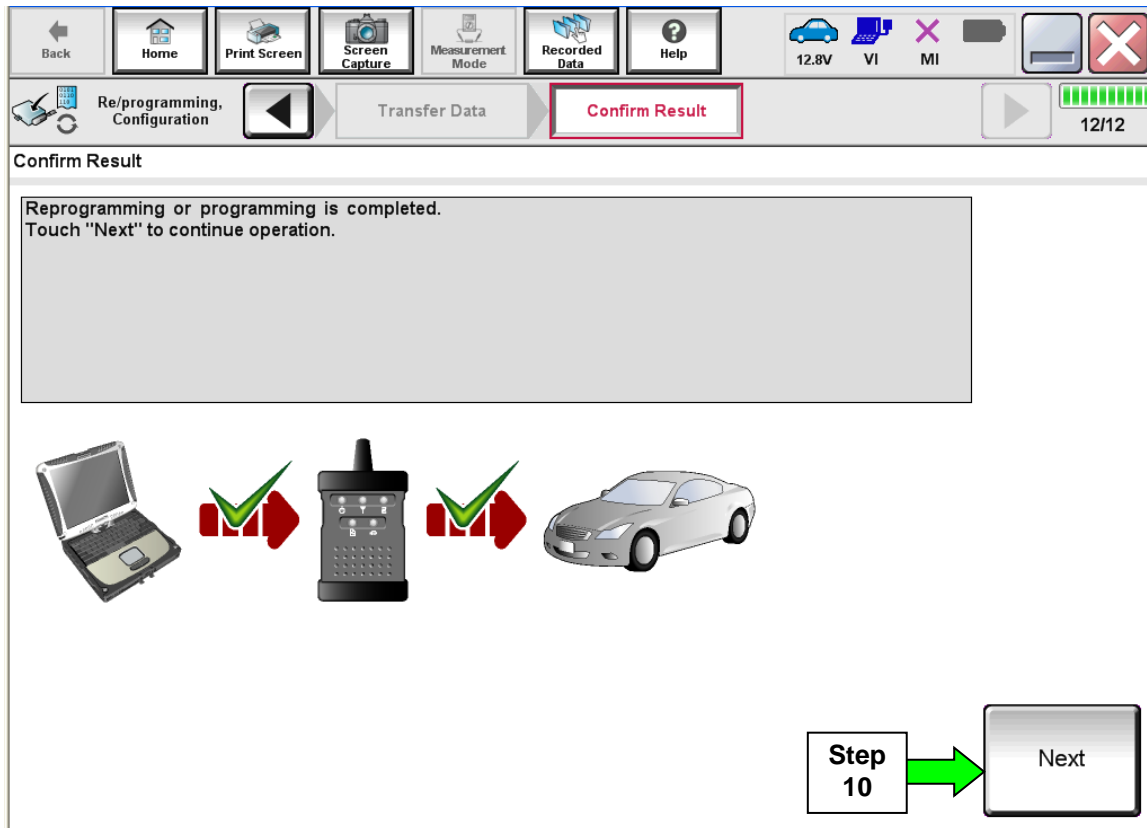 Back
Home
Print Screen
Screen
Capture
Measurement
Mode
Recorded
Data
Help
12.8V
VI
MI
Re/programming,
Configuration
Transfer Data
Confirm Result
12/12
Confirm Result
Reprogramming or programming is completed.
Touch "Next" to continue operation.
Step
10
Next